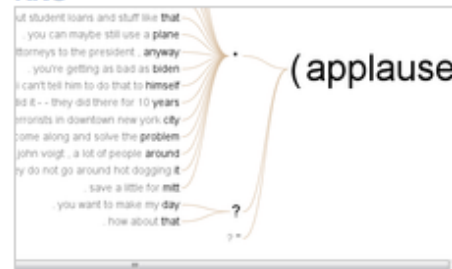 ut student loans and stuff like that
. you can maybe still use a plane
ttorneys to the president , anyway
. you're getting as bad as biden
i can't tell him to do that to himself
did it - - they did there for 10 years
errorists in downtown new york city
come along and solve the problem
john voigt , a lot of people around
ey do not go around hot dogging it
. save a little for mitt
.
(applause
. you want to make my day
. how about that
?
? "